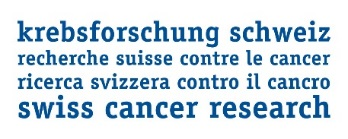 krebsforschung schweiz
recherche suisse contre le cancer
ricerca svizzera contro il cancro
swiss cancer research